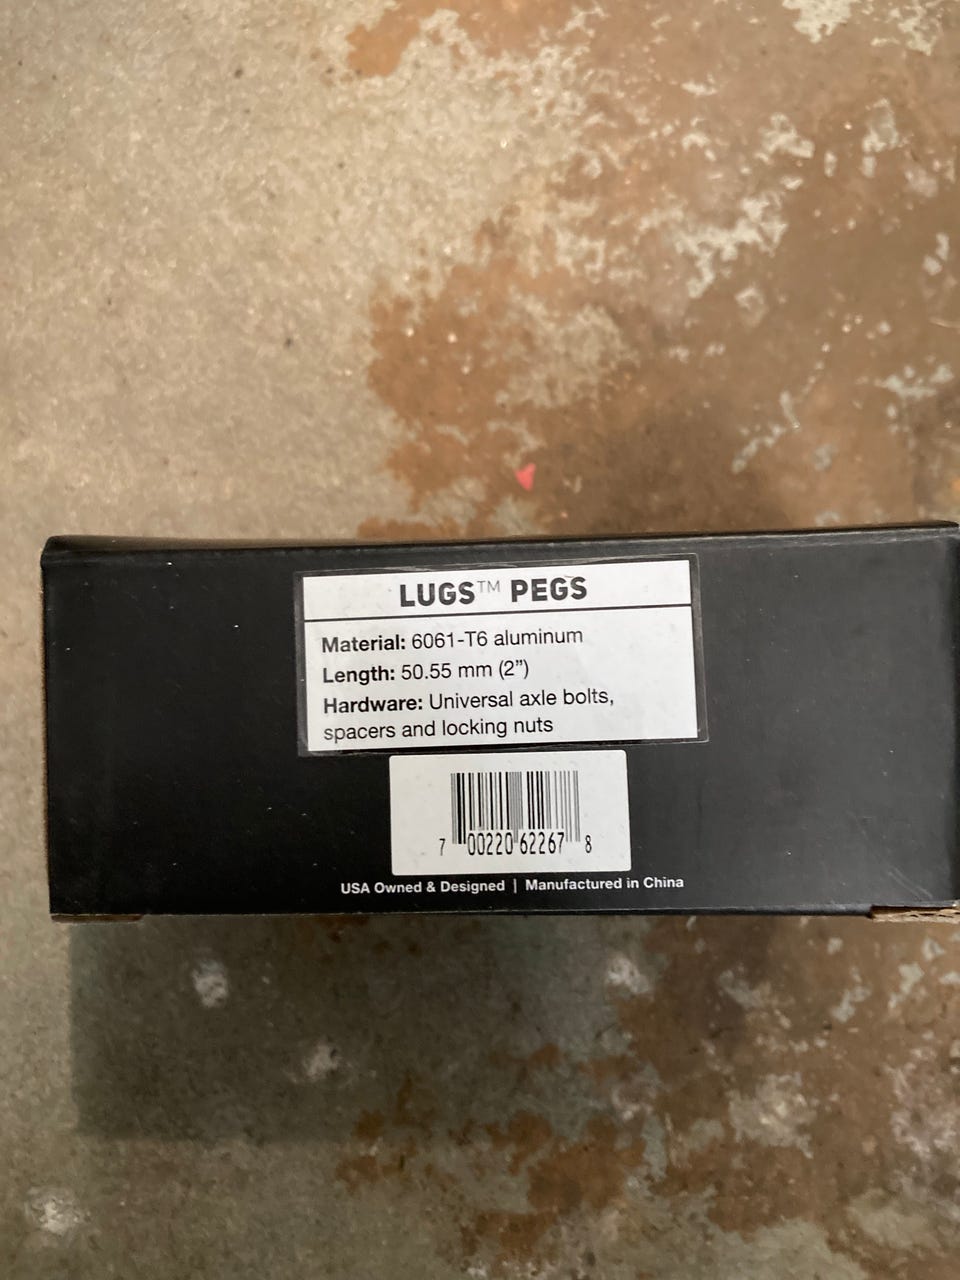 LUGS™ PEGS
Material: 6061-T6 aluminum
Length: 50.55 mm (2”)
Hardware: Universal axle bolts,
spacers and locking nuts
7 00220 62267 8
USA Owned & Designed | Manufactured in China